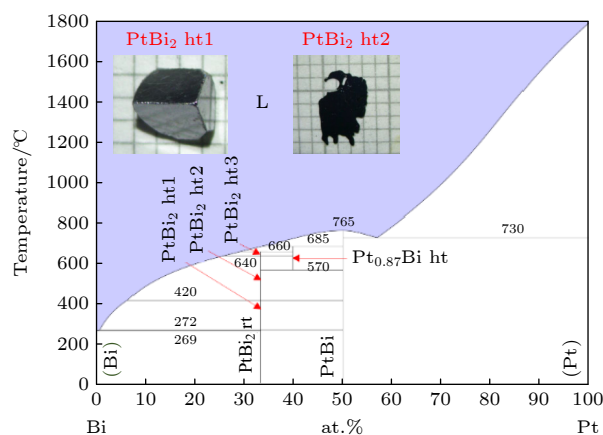 PtBi₂ ht1
PtBi₂ ht2
L
Temperature/℃
1800
1600
1400
1200
1000
800
600
400
200
0
PtBi₂ ht1
PtBi₂ ht2
PtBi₂ ht3
765
730
685
660
640
570
Pt₀.₈₇Bi ht
420
272
269
(Bi)
PtBi₂ rt
PtBi
(Pt)
0 10 20 30 40 50 60 70 80 90 100
Bi at.% Pt